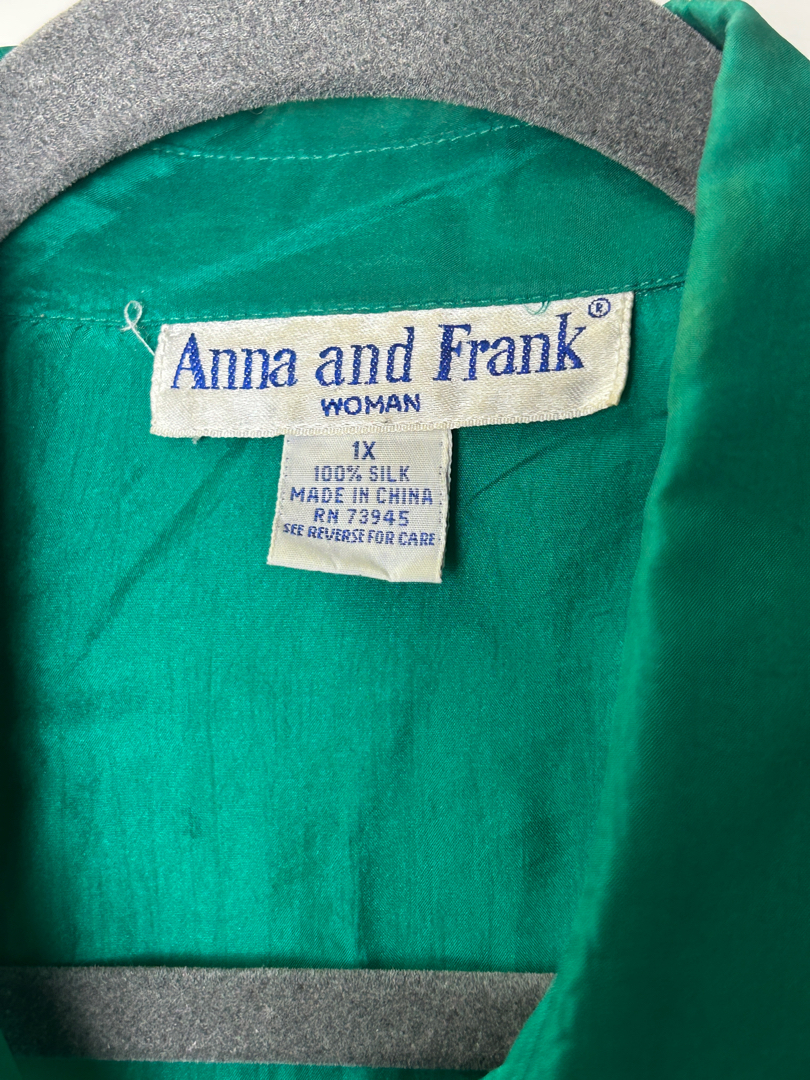 Anna and Frank®
WOMAN
1X
100% SILK
MADE IN CHINA
RN 73945
SEE REVERSE FOR CARE